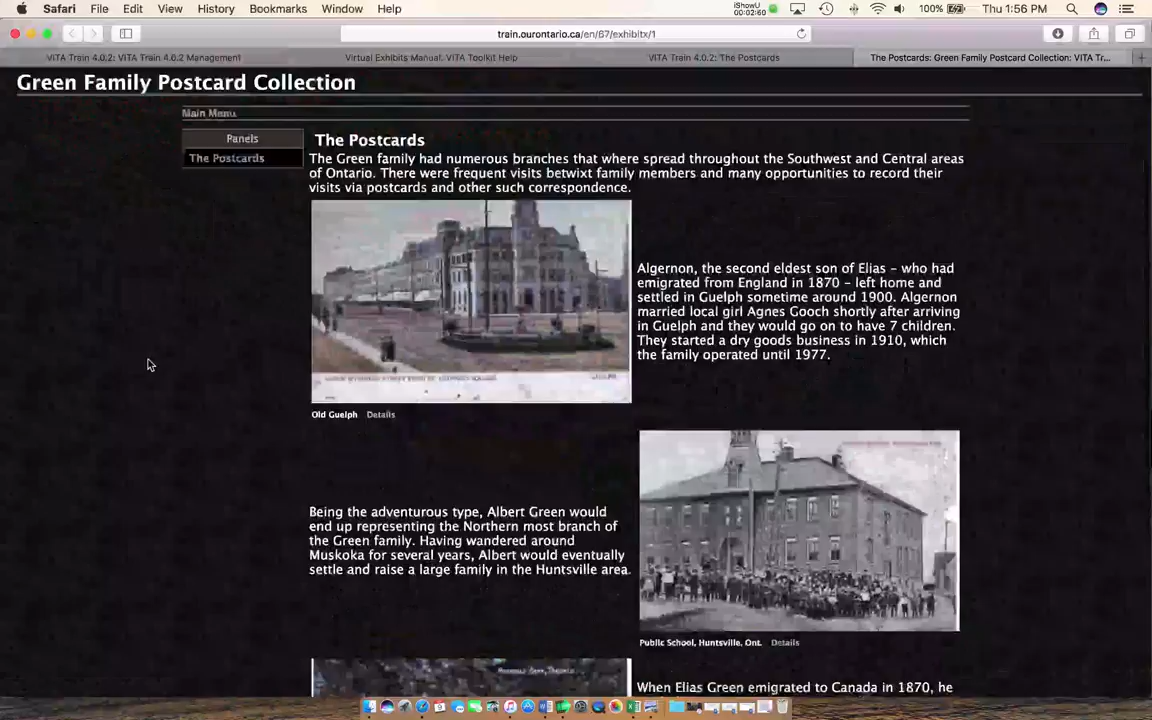 Safari File Edit View History Bookmarks Window Help
iShowU
00:02:60
100%
Thu 1:56 PM
train.ourontario.ca/en/67/exhibitx/1
VITA Train 4.0.2: VITA Train 4.0.2 Management
Virtual Exhibits Manual. VITA Toolkit Help
VITA Train 4.0.2: The Postcards
The Postcards: Green Family Postcard Collection: VITA Tr...
Green Family Postcard Collection
Main Menu
Panels
The Postcards
The Postcards
The Green family had numerous branches that where spread throughout the Southwest and Central areas
of Ontario. There were frequent visits betwixt family members and many opportunities to record their
visits via postcards and other such correspondence.
Algernon, the second eldest son of Elias - who had
emigrated from England in 1870 - left home and
settled in Guelph sometime around 1900. Algernon
married local girl Agnes Gooch shortly after arriving
in Guelph and they would go on to have 7 children.
They started a dry goods business in 1910, which
the family operated until 1977.
Old Guelph Details
Being the adventurous type, Albert Green would
end up representing the Northern most branch of
the Green family. Having wandered around
Muskoka for several years, Albert would eventually
settle and raise a large family in the Huntsville area.
Public School, Huntsville, Ont. Details
When Elias Green emigrated to Canada in 1870, he